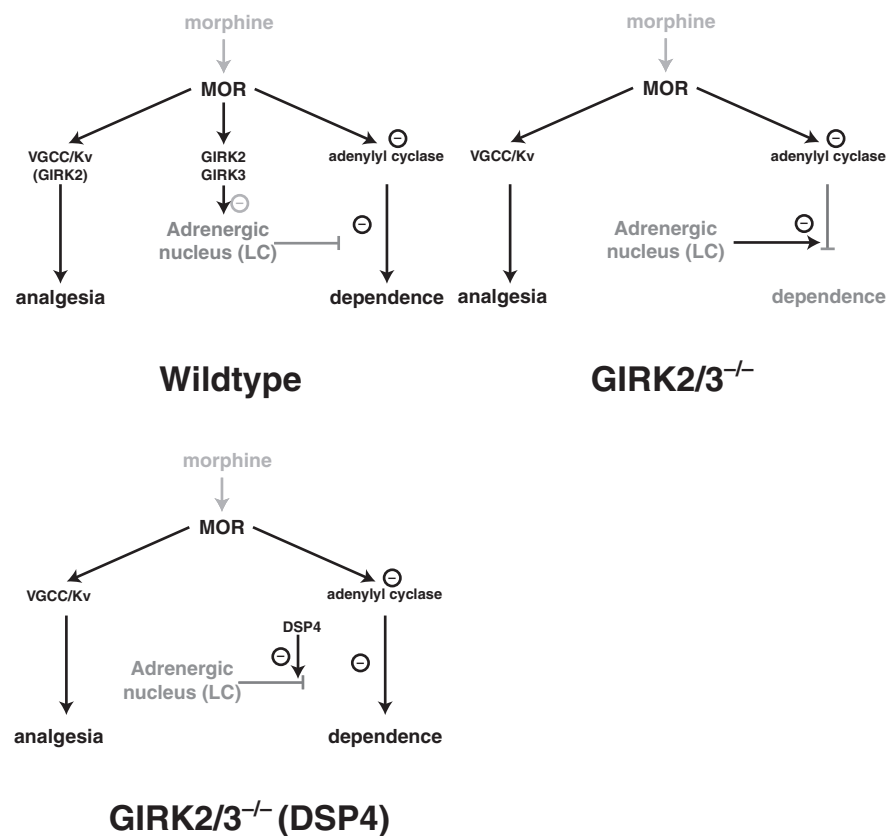 morphine
MOR
VGCC/Kv
(GIRK2)
GIRK2
GIRK3
−
adenylyl cyclase
−
Adrenergic
nucleus (LC)
−
analgesia
dependence
Wildtype
morphine
MOR
VGCC/Kv
−
adenylyl cyclase
Adrenergic
nucleus (LC)
−
analgesia
dependence
GIRK2/3−/−
morphine
MOR
VGCC/Kv
−
adenylyl cyclase
DSP4
−
Adrenergic
nucleus (LC)
−
analgesia
dependence
GIRK2/3−/− (DSP4)